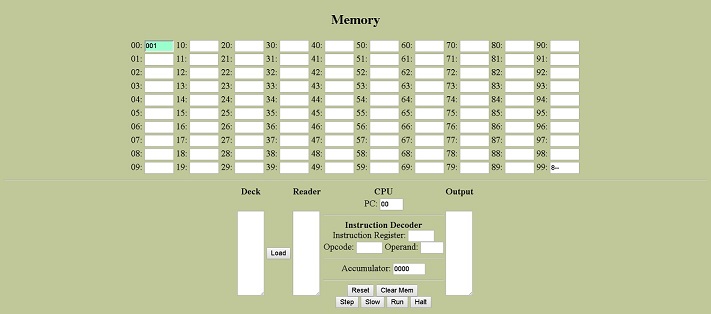 Memory
00: 001 10: 20: 30: 40: 50: 60: 70: 80: 90:
01: 11: 21: 31: 41: 51: 61: 71: 81: 91:
02: 12: 22: 32: 42: 52: 62: 72: 82: 92:
03: 13: 23: 33: 43: 53: 63: 73: 83: 93:
04: 14: 24: 34: 44: 54: 64: 74: 84: 94:
05: 15: 25: 35: 45: 55: 65: 75: 85: 95:
06: 16: 26: 36: 46: 56: 66: 76: 86: 96:
07: 17: 27: 37: 47: 57: 67: 77: 87: 97:
08: 18: 28: 38: 48: 58: 68: 78: 88: 98:
09: 19: 29: 39: 49: 59: 69: 79: 89: 99: 8--
Deck Reader CPU Output
PC: 00
Instruction Decoder
Instruction Register:
Opcode: Operand:
Load
Accumulator: 0000
Reset Clear Mem
Step Slow Run Halt